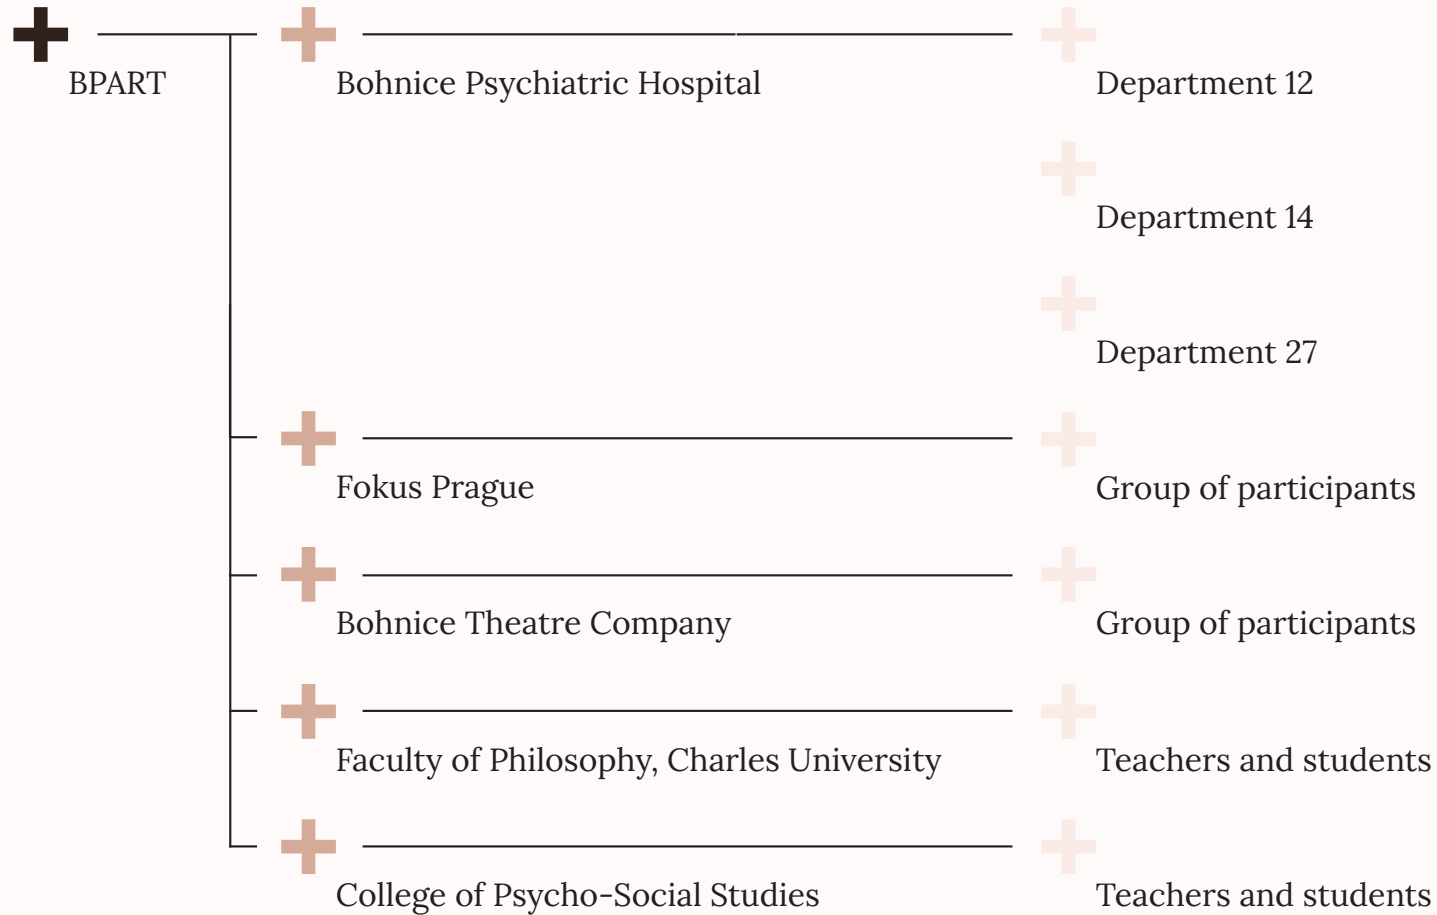 BPART
Bohnice Psychiatric Hospital
Department 12
Department 14
Department 27
Fokus Prague
Group of participants
Bohnice Theatre Company
Group of participants
Faculty of Philosophy, Charles University
Teachers and students
College of Psycho-Social Studies
Teachers and students